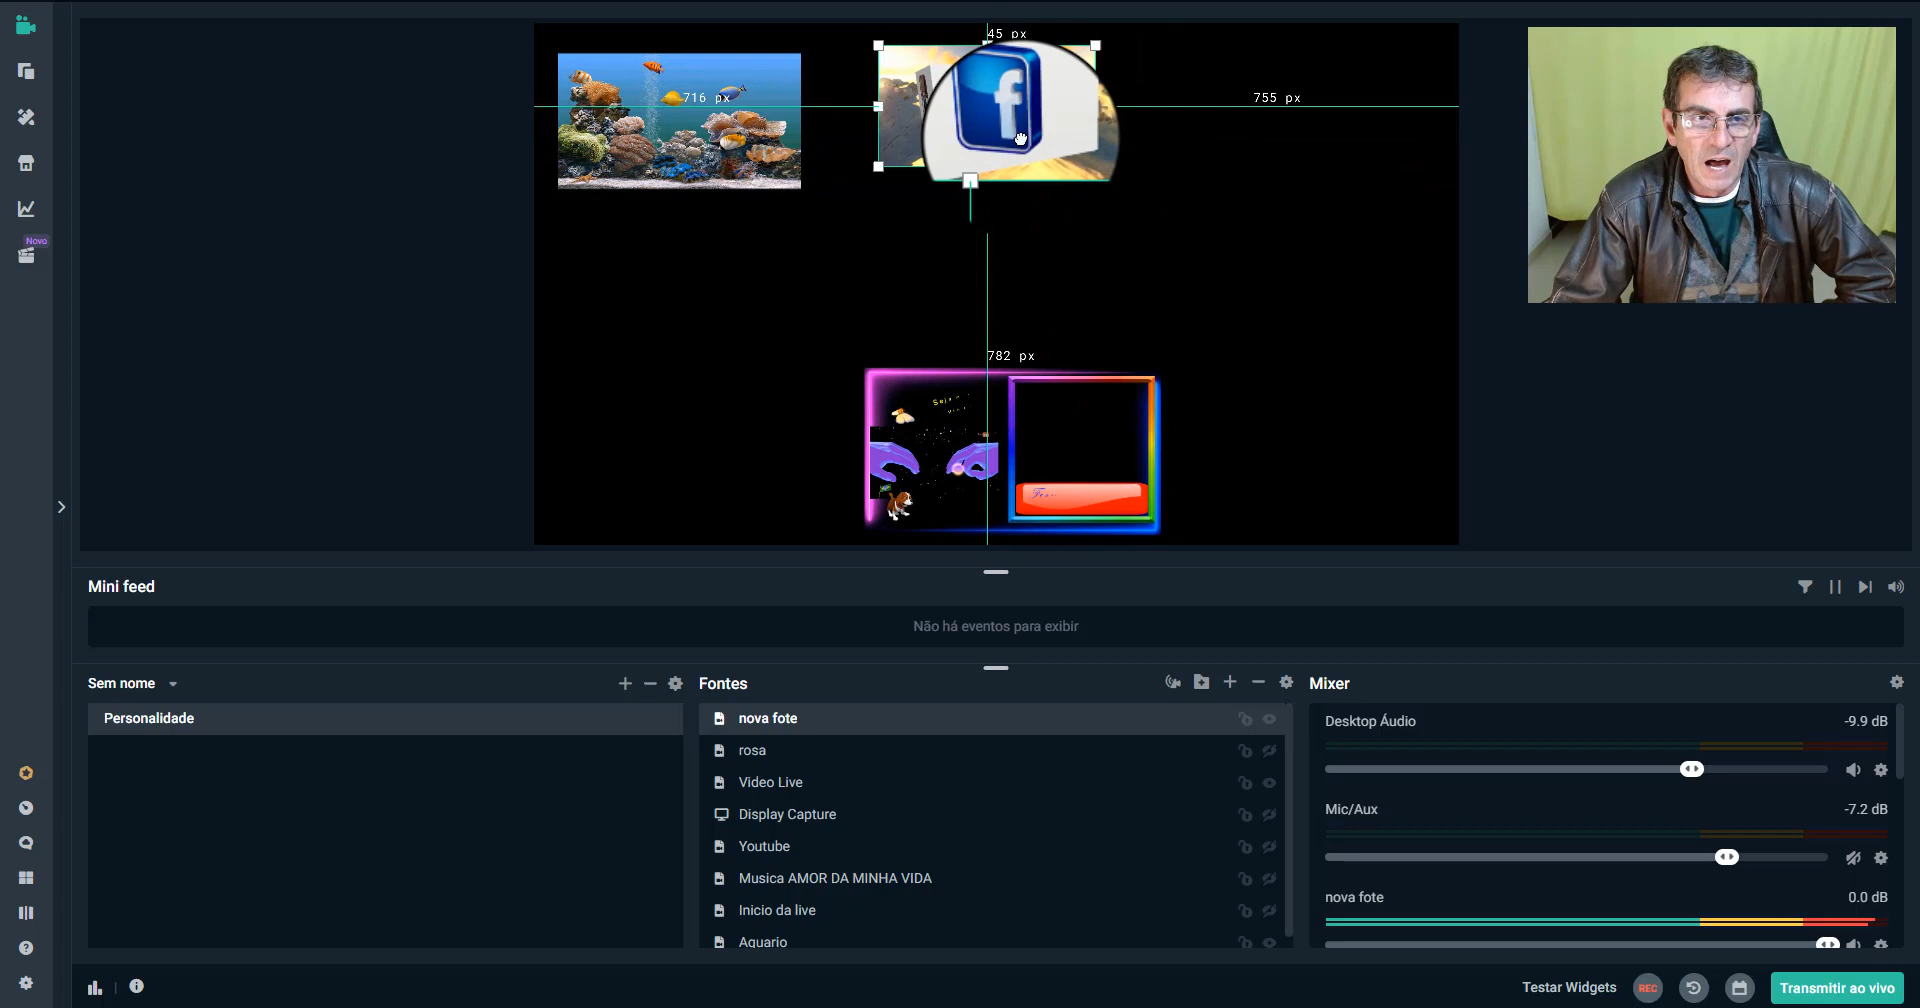 45 px
716 px
755 px
f
Novo
782 px
Mini feed
Não há eventos para exibir
Sem nome
Personalidade
Fontes
nova fote
rosa
Video Live
Display Capture
Youtube
Musica AMOR DA MINHA VIDA
Inicio da live
Aquario
Mixer
Desktop Áudio
-9.9 dB
Mic/Aux
-7.2 dB
nova fote
0.0 dB
Testar Widgets
REC
Transmitir ao vivo